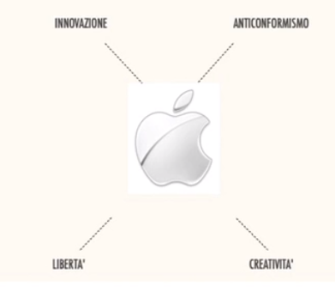 INNOVAZIONE
ANTICONFORMISMO
LIBERTA'
CREATIVITA'